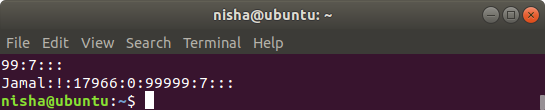 nisha@ubuntu: ~
File Edit View Search Terminal Help
99:7:::
Jamal:!:17966:0:99999:7:::
nisha@ubuntu:~$